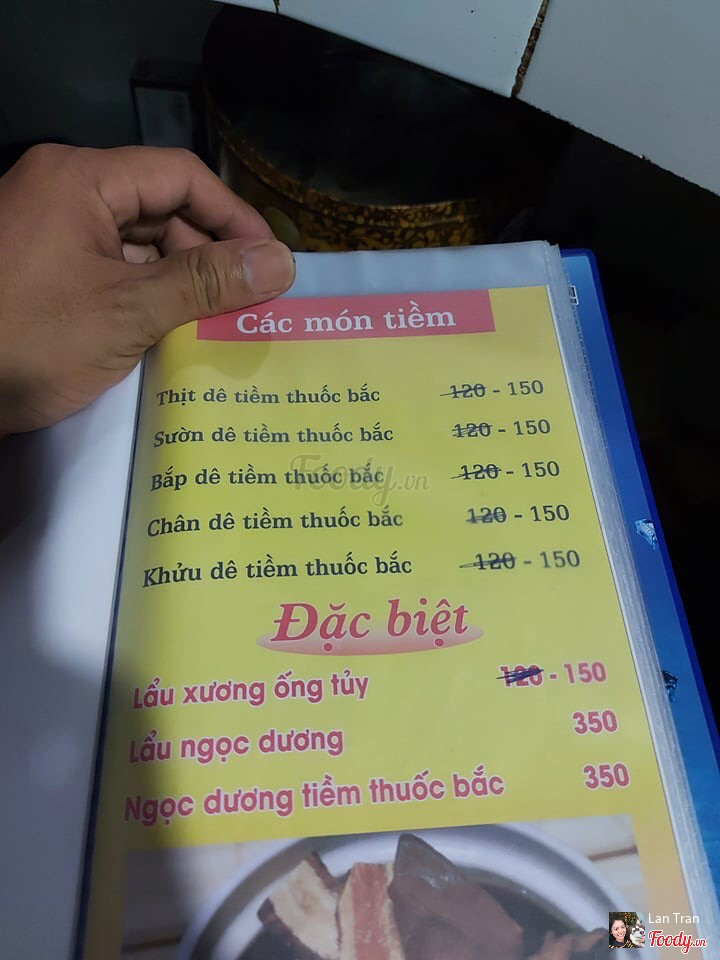 Các món tiềm
Thịt dê tiềm thuốc bắc 120 - 150
Sườn dê tiềm thuốc bắc 120 - 150
Bắp dê tiềm thuốc bắc 120 - 150
Chân dê tiềm thuốc bắc 120 - 150
Khửu dê tiềm thuốc bắc 120 - 150
Đặc biệt
Lẩu xương ống tủy 120 - 150
Lẩu ngọc dương 350
Ngọc dương tiềm thuốc bắc 350
Foody.vn
Lan Tran
Foody.vn